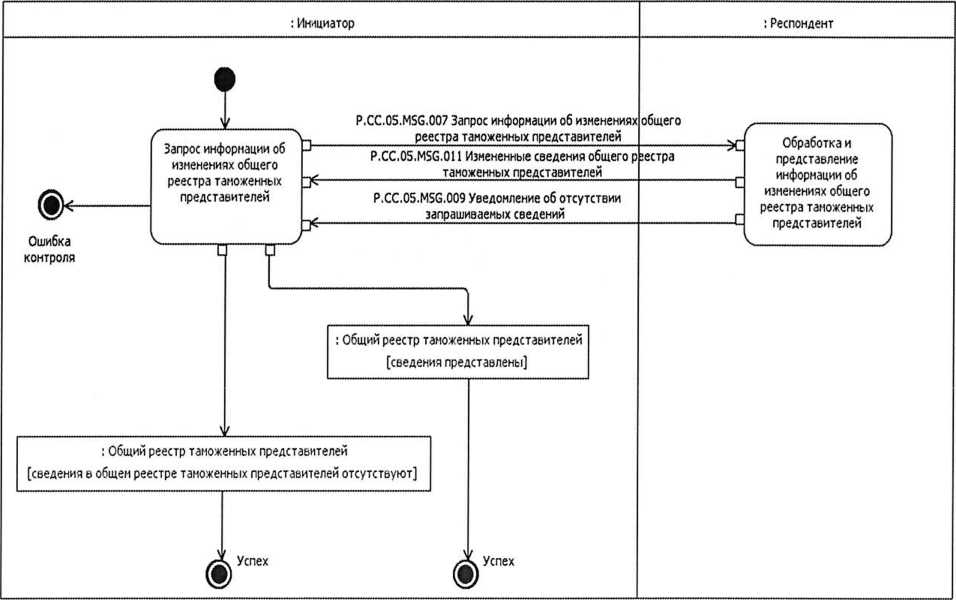 : Инициатор
: Респондент
P.CC.05.MSG.007 Запрос информации об изменениях общего
реестра таможенных представителей
Запрос информации об
изменениях общего
реестра таможенных
представителей
P.CC.05.MSG.011 Измененные сведения общего реестра
таможенных представителей
P.CC.05.MSG.009 Уведомление об отсутствии
запрашиваемых сведений
Обработка и
представление
информации об
изменениях общего
реестра таможенных
представителей
Ошибка
контроля
: Общий реестр таможенных представителей
[сведения представлены]
: Общий реестр таможенных представителей
[сведения в общем реестре таможенных представителей отсутствуют]
Успех
Успех